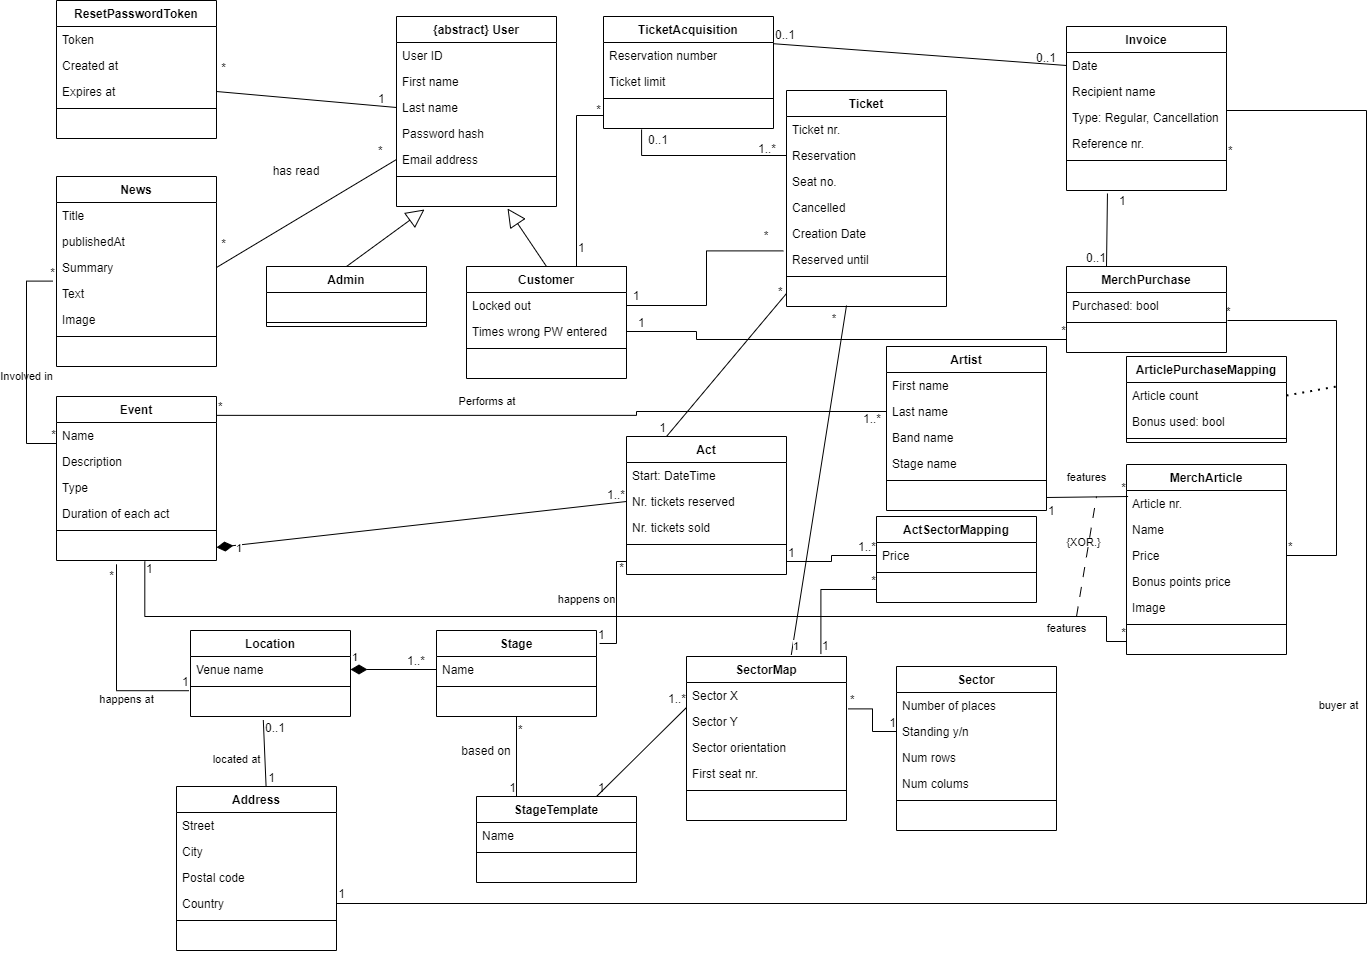 ResetPasswordToken
Token
Created at
Expires at
*
1
{abstract} User
User ID
First name
Last name
Password hash
Email address
TicketAcquisition
Reservation number
Ticket limit
0..1
0..1
*
0..1
1..*
Invoice
Date
Recipient name
Type: Regular, Cancellation
Reference nr.
*
1
0..1
Ticket
Ticket nr.
Reservation
Seat no.
Cancelled
Creation Date
Reserved until
*
*
*
News
Title
publishedAt
Summary
Text
Image
has read
*
*
*
Involved in
*
Admin
Customer
Locked out
Times wrong PW entered
1
1
1
MerchPurchase
Purchased: bool
*
*
ArticlePurchaseMapping
Article count
Bonus used: bool
Artist
First name
Last name
Band name
Stage name
Performs at
*
1..*
Event
Name
Description
Type
Duration of each act
1
1..*
*
1
Act
Start: DateTime
Nr. tickets reserved
Nr. tickets sold
1
1
*
happens on
1
ActSectorMapping
Price
1..*
*
MerchArticle
Article nr.
Name
Price
Bonus points price
Image
features
1
*
{XOR.}
features
*
*
Location
Venue name
1
1
1..*
happens at
0..1
located at
1
Stage
Name
*
based on
1
StageTemplate
Name
1
1..*
SectorMap
Sector X
Sector Y
Sector orientation
First seat nr.
1
1
*
1
Sector
Number of places
Standing y/n
Num rows
Num colums
buyer at
Address
Street
City
Postal code
Country
1